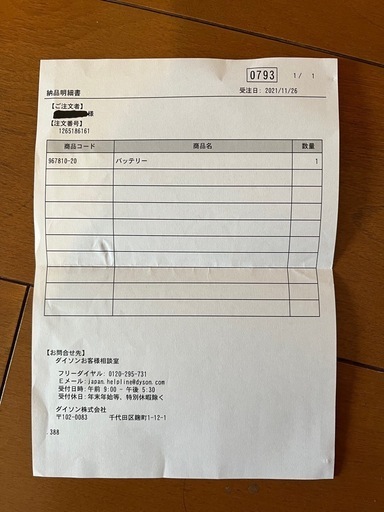 0793 1/ 1
納品明細書 受注日: 2021/11/26
【ご注文者】
様
【注文番号】
1265186161
商品コード 商品名 数量
967810-20 バッテリー 1
【お問合せ先】
ダイソンお客様相談室
フリーダイヤル: 0120-295-731
Eメール: japan.helpline@dyson.com
受付日時: 午前 9:00 - 午後 5:30
受付休日: 年末年始等, 特別休暇除く
ダイソン株式会社
〒102-0083 千代田区麹町1-12-1
388